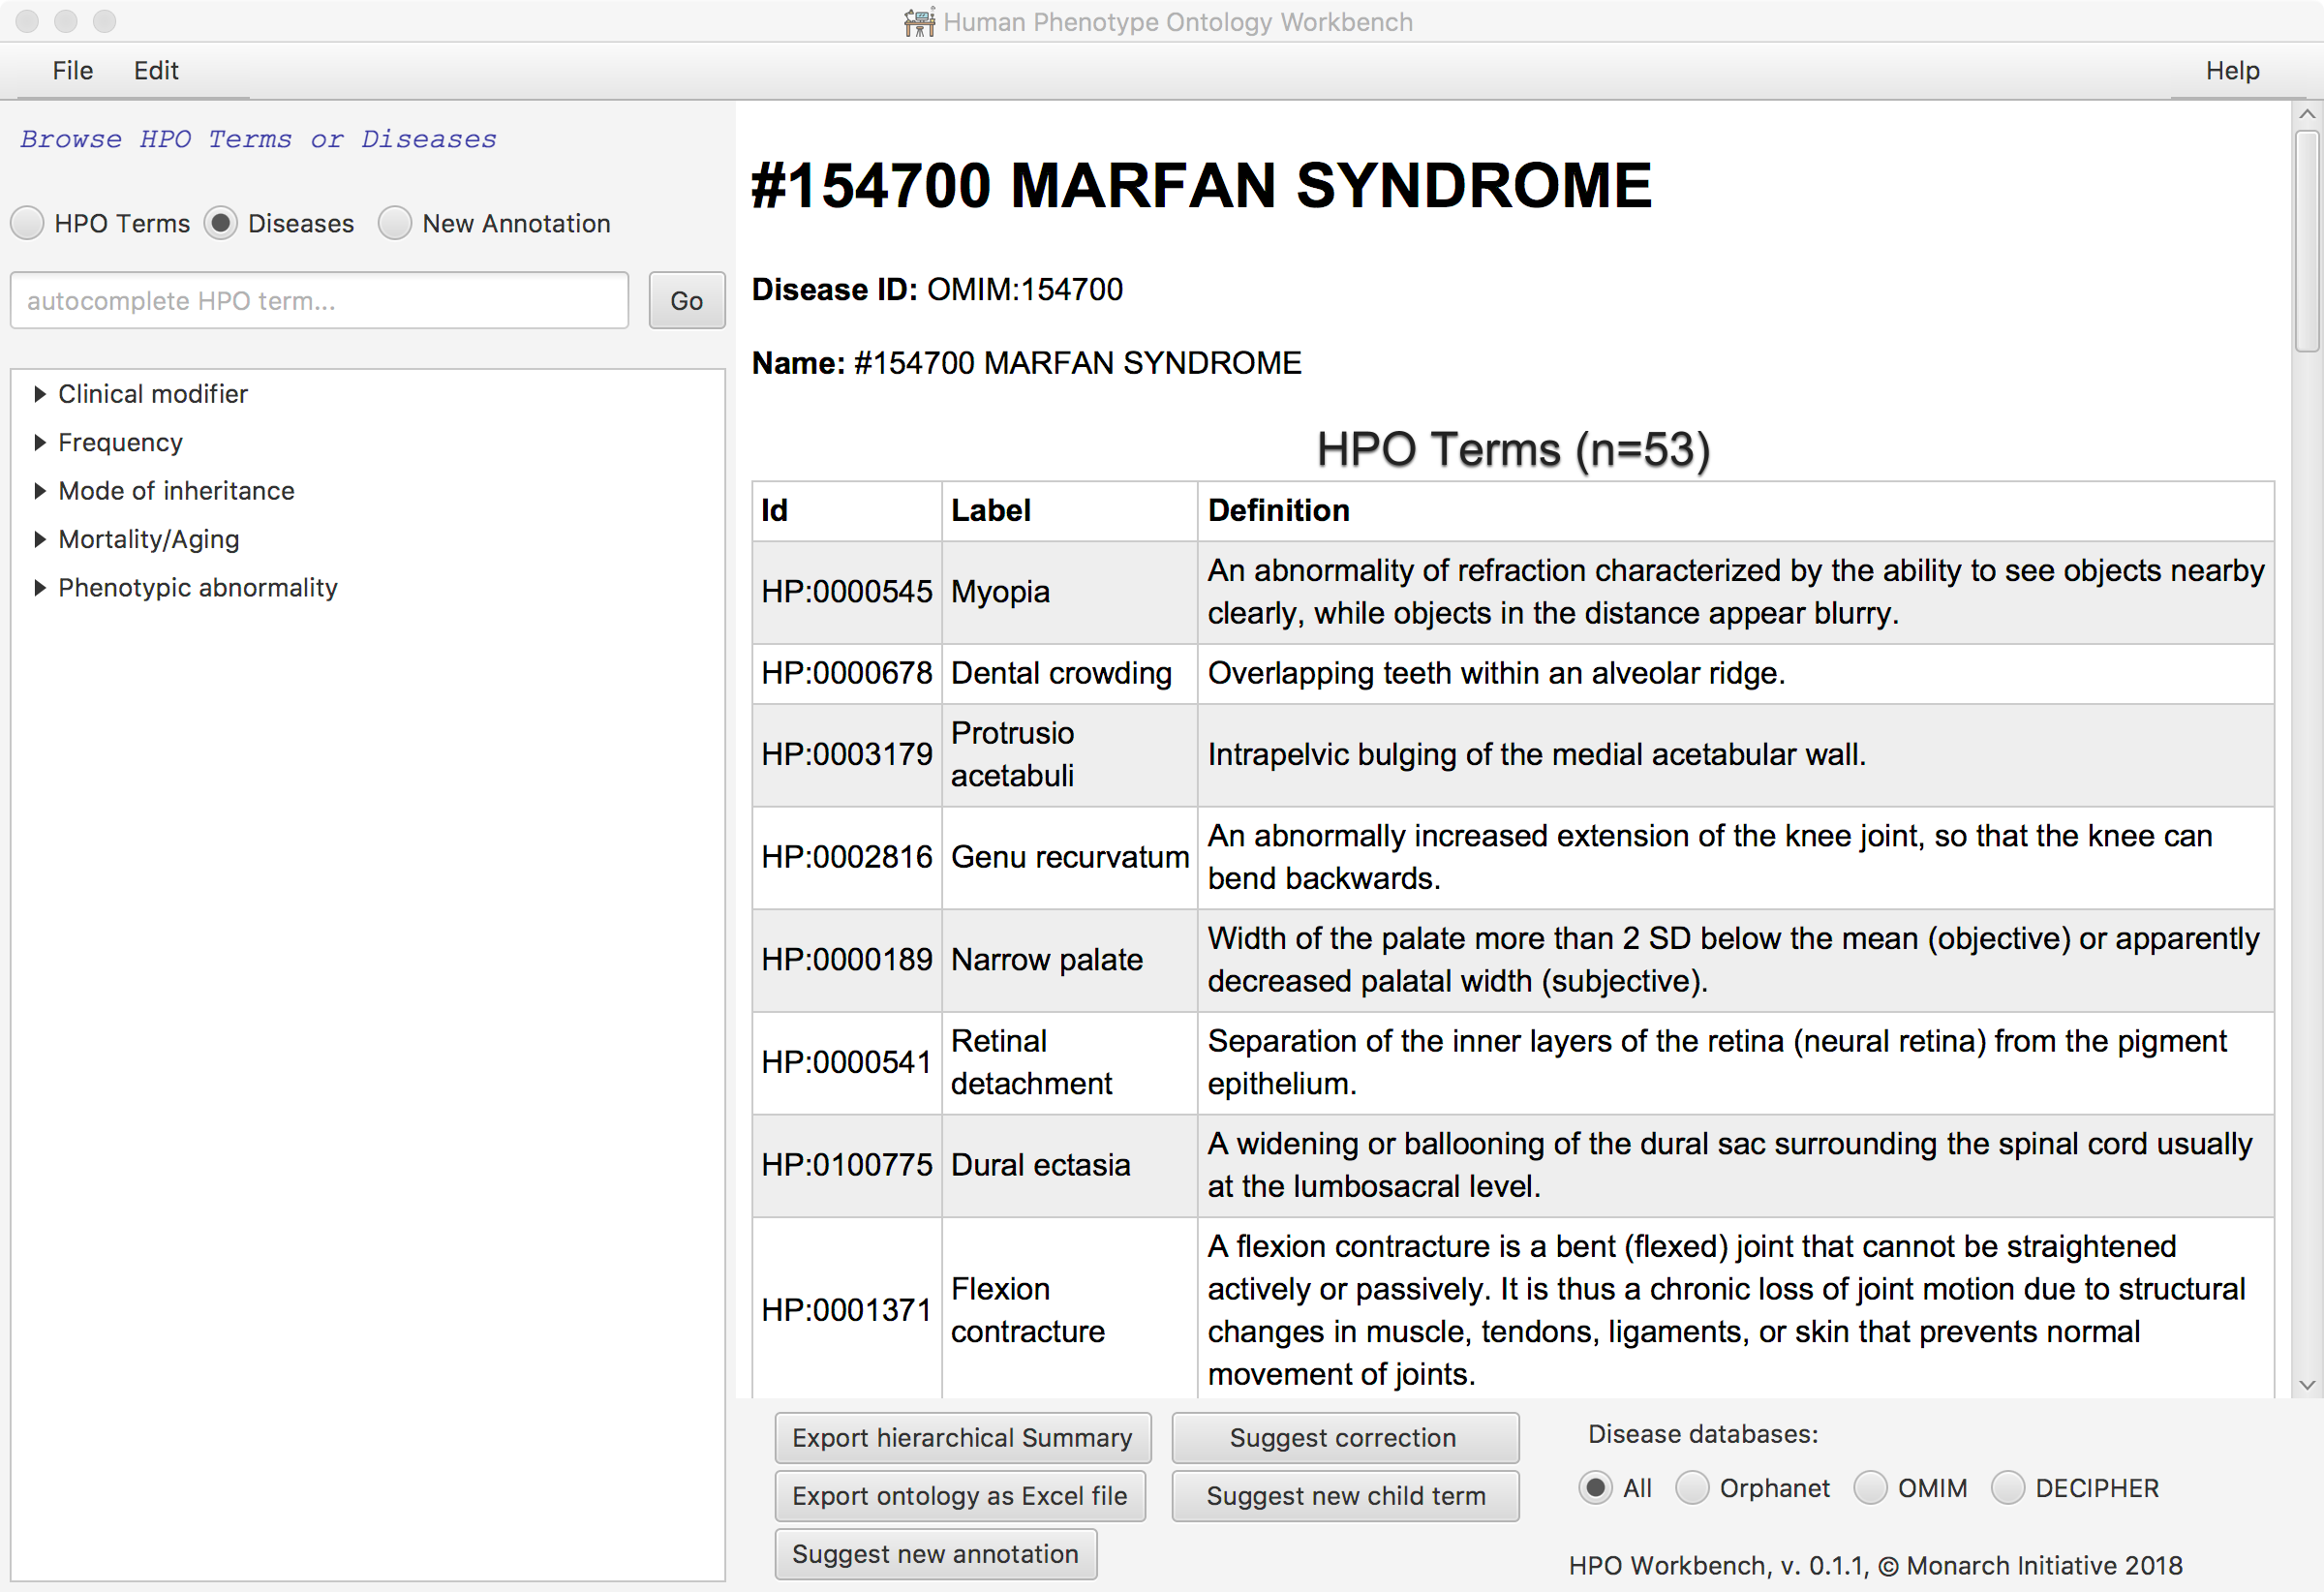 Human Phenotype Ontology Workbench
File Edit Help
Browse HPO Terms or Diseases
HPO Terms Diseases New Annotation
autocomplete HPO term... Go
Clinical modifier
Frequency
Mode of inheritance
Mortality/Aging
Phenotypic abnormality
#154700 MARFAN SYNDROME
Disease ID: OMIM:154700
Name: #154700 MARFAN SYNDROME
HPO Terms (n=53)
Id Label Definition
HP:0000545 Myopia An abnormality of refraction characterized by the ability to see objects nearby
clearly, while objects in the distance appear blurry.
HP:0000678 Dental crowding Overlapping teeth within an alveolar ridge.
HP:0003179 Protrusio
acetabuli Intrapelvic bulging of the medial acetabular wall.
HP:0002816 Genu recurvatum An abnormally increased extension of the knee joint, so that the knee can
bend backwards.
HP:0000189 Narrow palate Width of the palate more than 2 SD below the mean (objective) or apparently
decreased palatal width (subjective).
HP:0000541 Retinal
detachment Separation of the inner layers of the retina (neural retina) from the pigment
epithelium.
HP:0100775 Dural ectasia A widening or ballooning of the dural sac surrounding the spinal cord usually
at the lumbosacral level.
HP:0001371 Flexion
contracture A flexion contracture is a bent (flexed) joint that cannot be straightened
actively or passively. It is thus a chronic loss of joint motion due to structural
changes in muscle, tendons, ligaments, or skin that prevents normal
movement of joints.
Export hierarchical Summary Suggest correction
Export ontology as Excel file Suggest new child term
Suggest new annotation
Disease databases:
All Orphanet OMIM DECIPHER
HPO Workbench, v. 0.1.1, © Monarch Initiative 2018